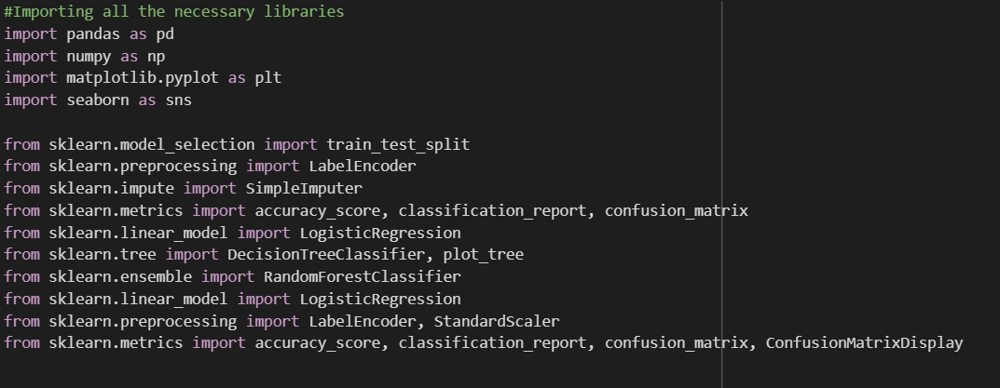 #Importing all the necessary libraries
import pandas as pd
import numpy as np
import matplotlib.pyplot as plt
import seaborn as sns
from sklearn.model_selection import train_test_split
from sklearn.preprocessing import LabelEncoder
from sklearn.impute import SimpleImputer
from sklearn.metrics import accuracy_score, classification_report, confusion_matrix
from sklearn.linear_model import LogisticRegression
from sklearn.tree import DecisionTreeClassifier, plot_tree
from sklearn.ensemble import RandomForestClassifier
from sklearn.linear_model import LogisticRegression
from sklearn.preprocessing import LabelEncoder, StandardScaler
from sklearn.metrics import accuracy_score, classification_report, confusion_matrix, ConfusionMatrixDisplay